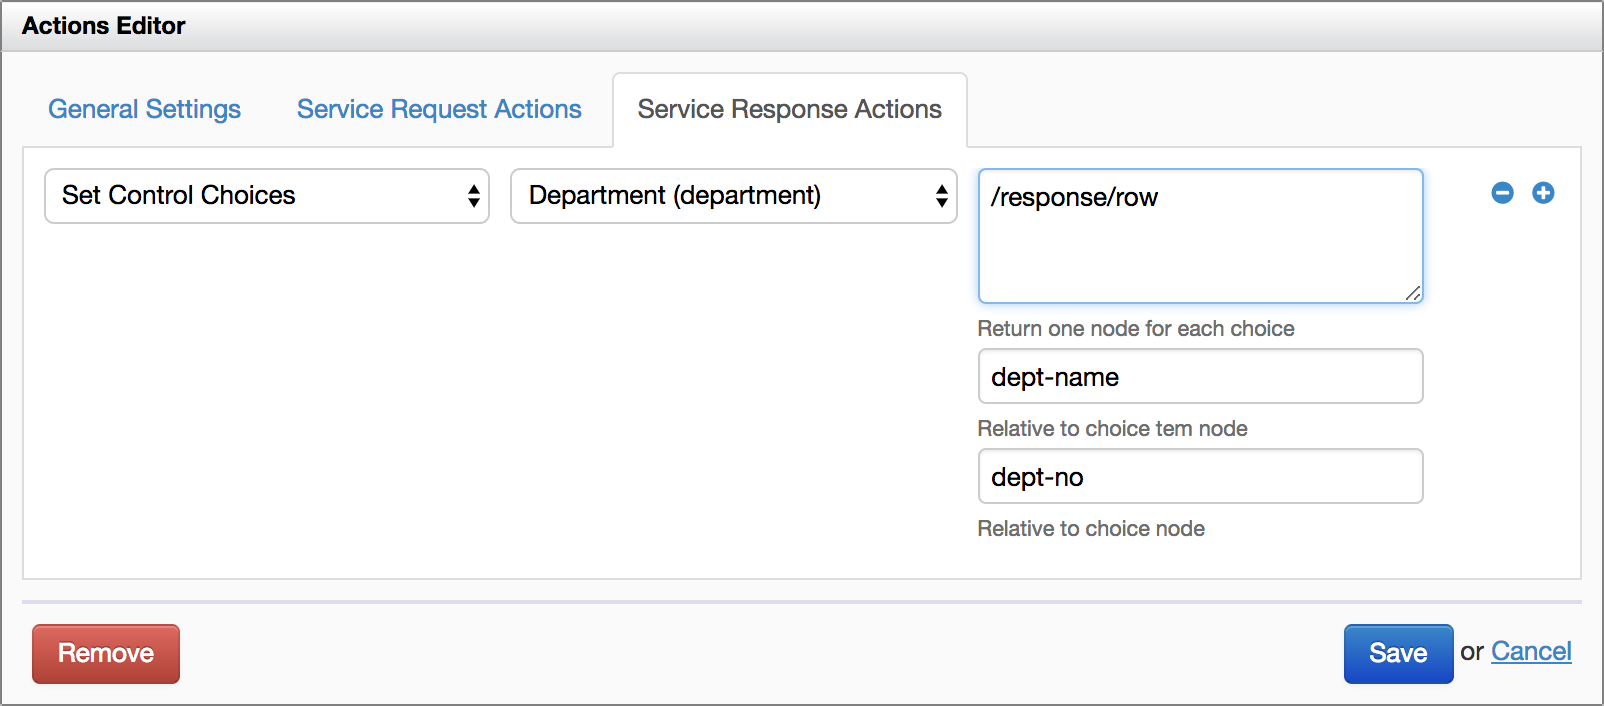 Actions Editor
General Settings Service Request Actions Service Response Actions
Set Control Choices Department (department) /response/row
Return one node for each choice
dept-name
Relative to choice tem node
dept-no
Relative to choice node
Remove Save or Cancel